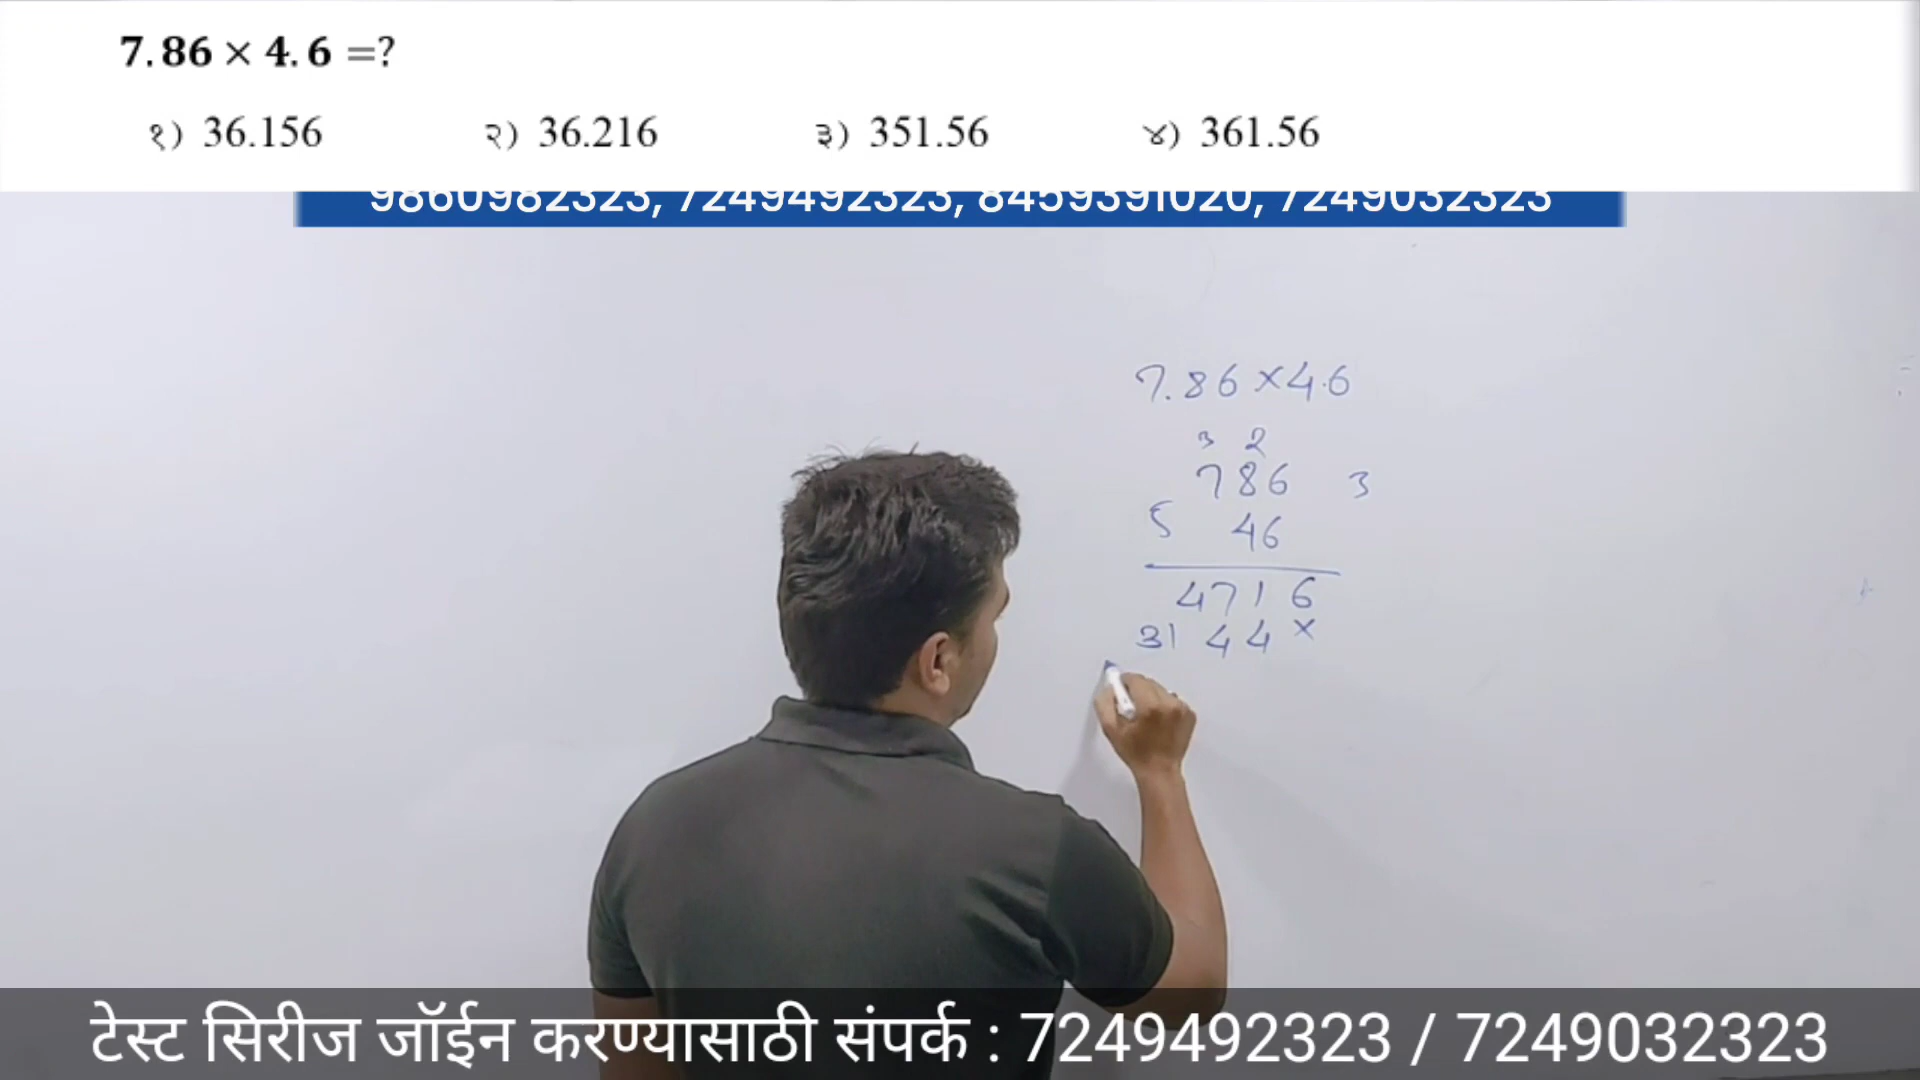 7.86 × 4.6 =?
१) 36.156 २) 36.216 ३) 351.56 ४) 361.56
9860982323, 7249492323, 8459391020, 7249032323
7.86 × 4.6
3 2
786 3
5 46
4716
3144×
टेस्ट सिरीज जॉईन करण्यासाठी संपर्क : 7249492323 / 7249032323